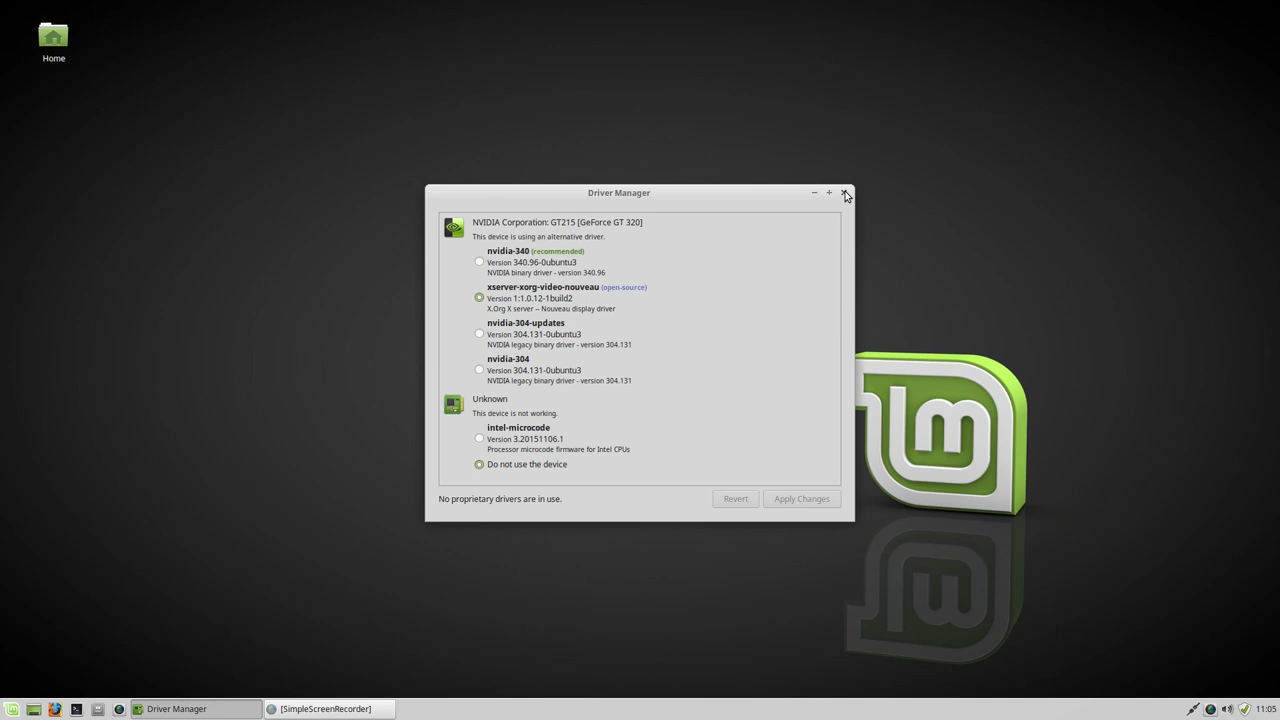 Home
Driver Manager
NVIDIA Corporation: GT215 [GeForce GT 320]
This device is using an alternative driver.
nvidia-340 (recommended)
Version 340.96-0ubuntu3
NVIDIA binary driver - version 340.96
xserver-xorg-video-nouveau (open-source)
Version 1:1.0.12-1build2
X.Org X server -- Nouveau display driver
nvidia-304-updates
Version 304.131-0ubuntu3
NVIDIA legacy binary driver - version 304.131
nvidia-304
Version 304.131-0ubuntu3
NVIDIA legacy binary driver - version 304.131
Unknown
This device is not working.
intel-microcode
Version 3.20151106.1
Processor microcode firmware for Intel CPUs
Do not use the device
No proprietary drivers are in use.
Revert
Apply Changes
Driver Manager
[SimpleScreenRecorder]
11:05